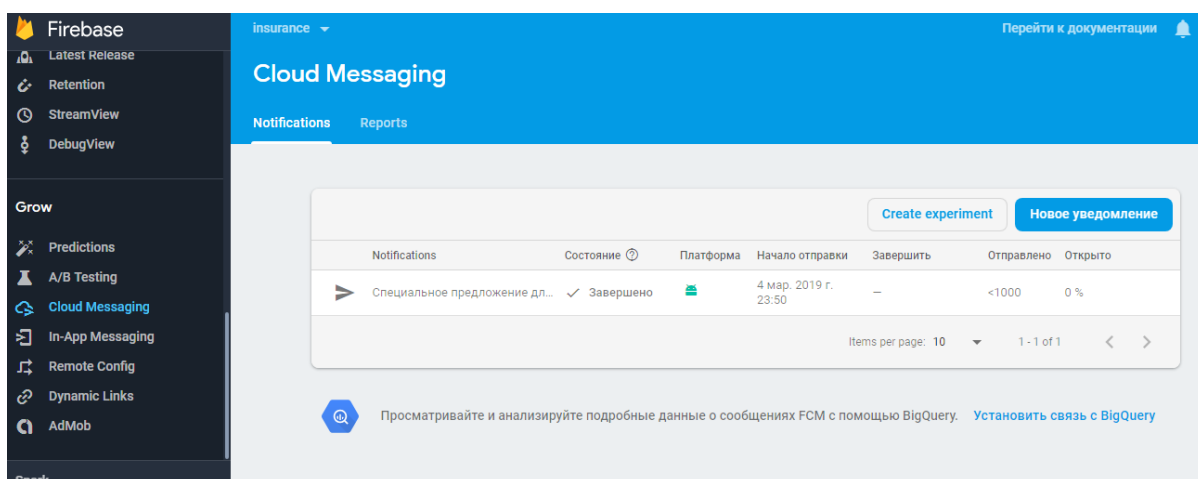 Firebase
Latest Release
Retention
StreamView
DebugView
Grow
Predictions
A/B Testing
Cloud Messaging
In-App Messaging
Remote Config
Dynamic Links
AdMob
insurance
Перейти к документации
Cloud Messaging
Notifications Reports
Create experiment Новое уведомление
Notifications Состояние Платформа Начало отправки Завершить Отправлено Открыто
Специальное предложение дл... Завершено 4 мар. 2019 г. — <1000 0 %
23:50
Items per page: 10 1 - 1 of 1
Просматривайте и анализируйте подробные данные о сообщениях FCM с помощью BigQuery. Установить связь с BigQuery